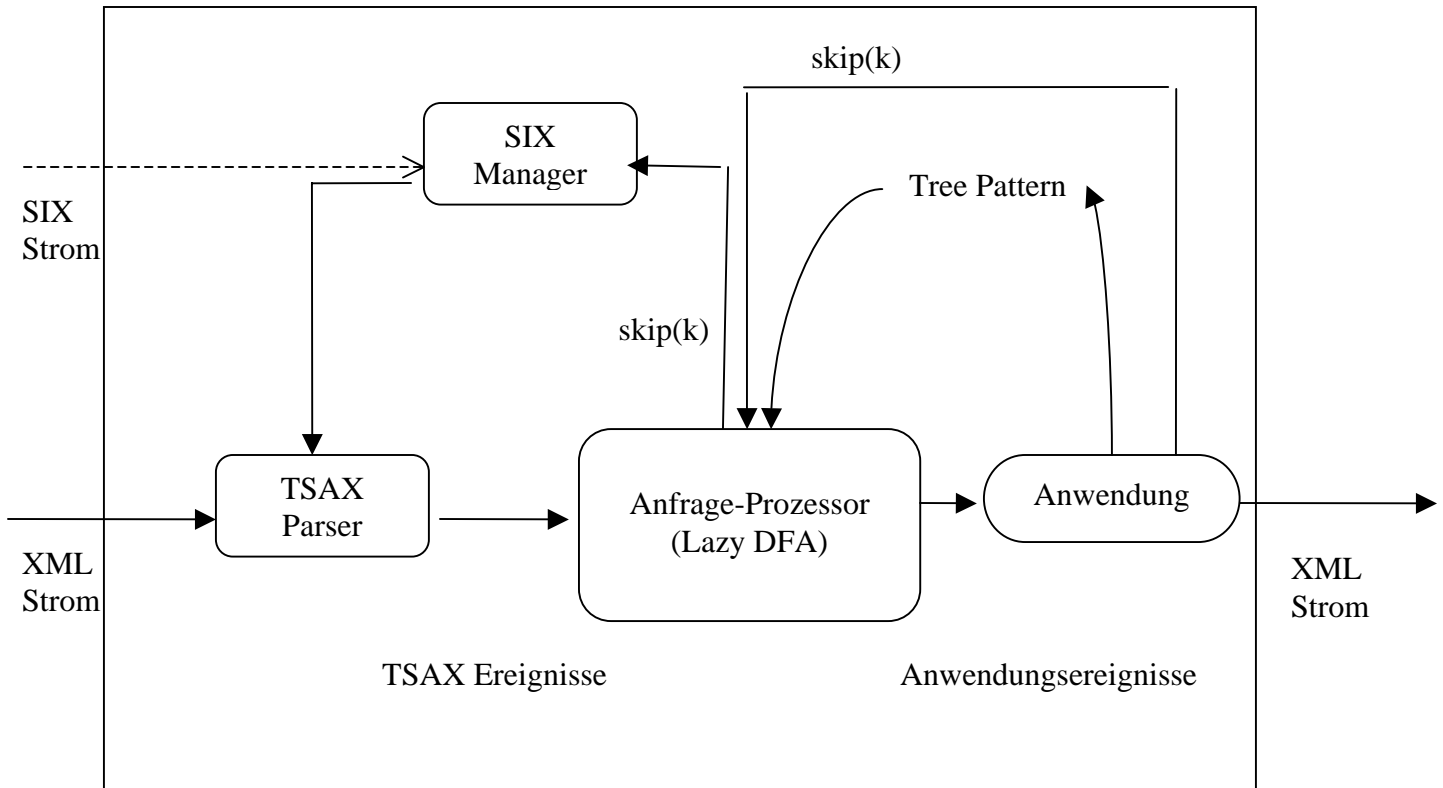 skip(k)
SIX
Manager
SIX
Strom
Tree Pattern
skip(k)
TSAX
Parser
Anfrage-Prozessor
(Lazy DFA)
Anwendung
XML
Strom
XML
Strom
TSAX Ereignisse
Anwendungsereignisse